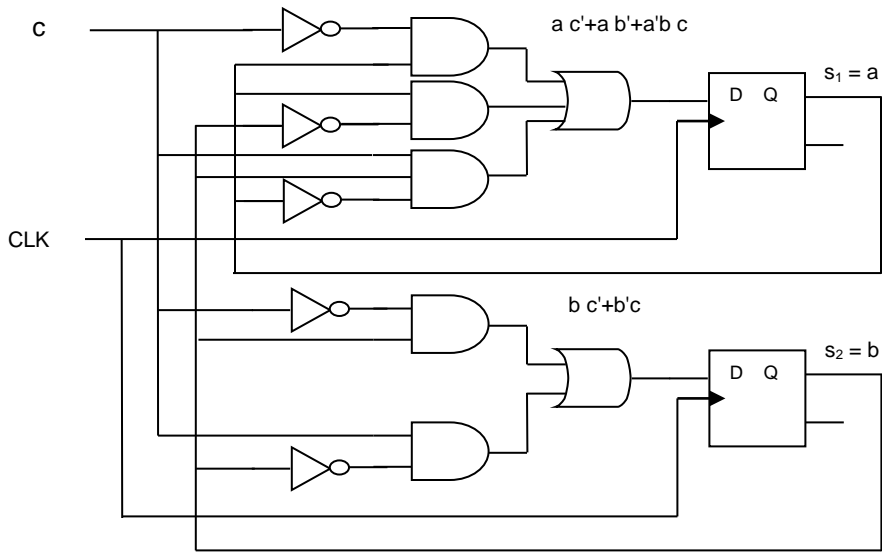 c
a c'+a b'+a'b c
s₁ = a
D Q
CLK
b c'+b'c
s₂ = b
D Q